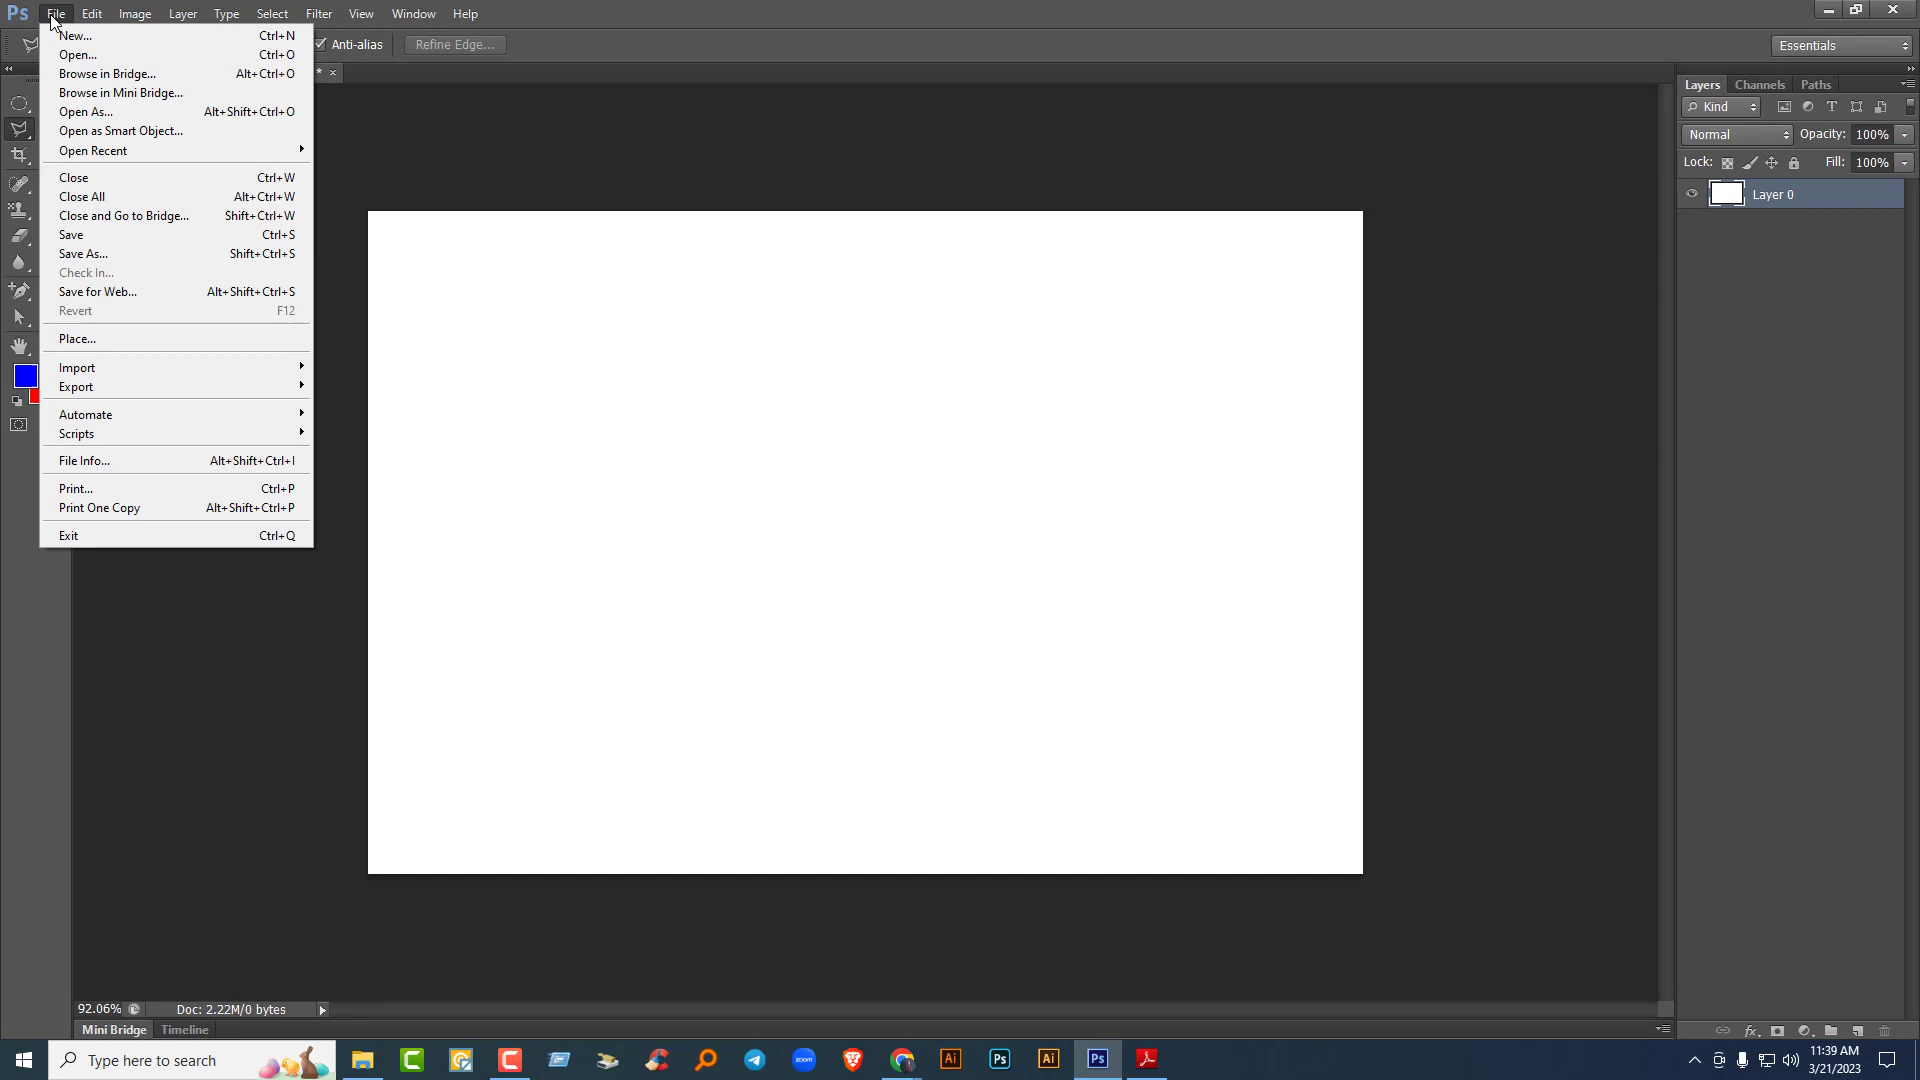 Ps File Edit Image Layer Type Select Filter View Window Help
Anti-alias Refine Edge... Essentials
* ×
New... Ctrl+N
Open... Ctrl+O
Browse in Bridge... Alt+Ctrl+O
Browse in Mini Bridge...
Open As... Alt+Shift+Ctrl+O
Open as Smart Object...
Open Recent
Close Ctrl+W
Close All Alt+Ctrl+W
Close and Go to Bridge... Shift+Ctrl+W
Save Ctrl+S
Save As... Shift+Ctrl+S
Check In...
Save for Web... Alt+Shift+Ctrl+S
Revert F12
Place...
Import
Export
Automate
Scripts
File Info... Alt+Shift+Ctrl+I
Print... Ctrl+P
Print One Copy Alt+Shift+Ctrl+P
Exit Ctrl+Q
Layers Channels Paths
Kind T
Normal Opacity: 100%
Lock: Fill: 100%
Layer 0
92.06% Doc: 2.22M/0 bytes
Mini Bridge Timeline
fx
Type here to search zoom Ai Ps Ai Ps 11:39 AM
3/21/2023